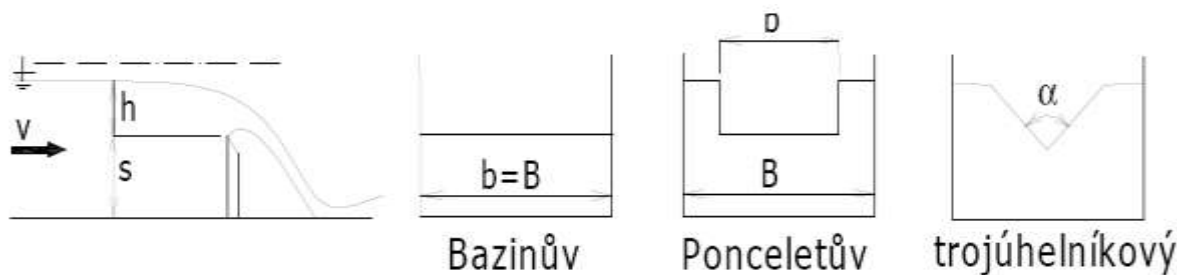 h
v
s
b=B
Bazinův
b
B
Ponceletův
α
trojúhelníkový